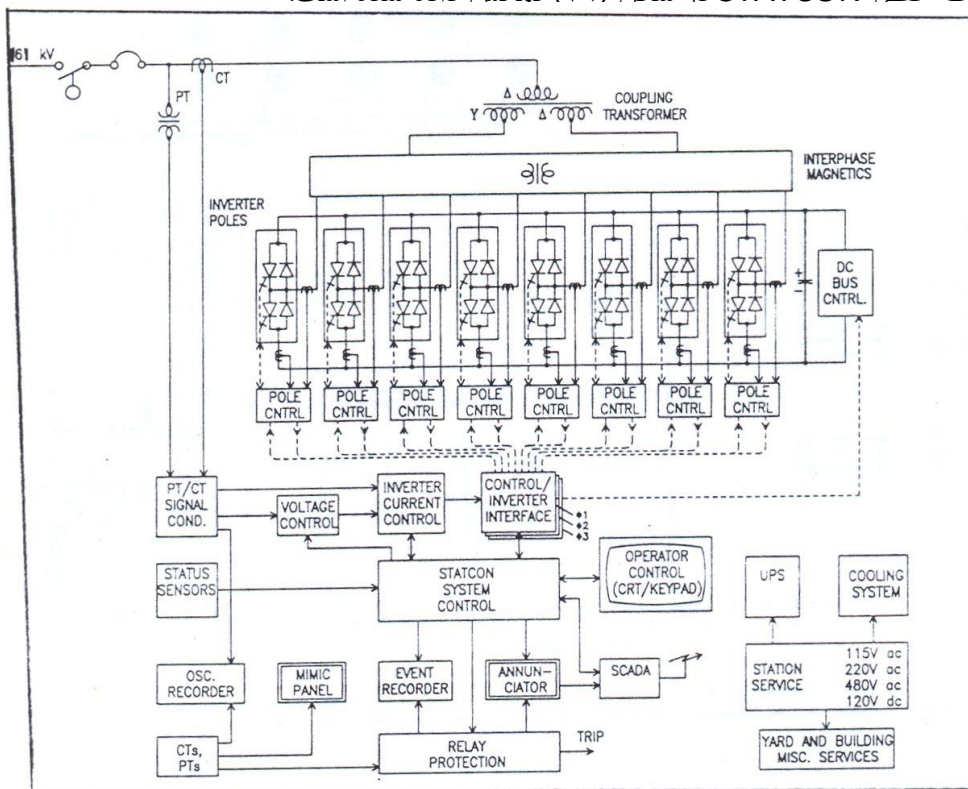 161 kV
CT
PT
Δ
Y Δ
COUPLING
TRANSFORMER
INTERPHASE
MAGNETICS
INVERTER
POLES
+
−
DC
BUS
CNTRL.
POLE
CNTRL
POLE
CNTRL
POLE
CNTRL
POLE
CNTRL
POLE
CNTRL
POLE
CNTRL
POLE
CNTRL
POLE
CNTRL
PT/CT
SIGNAL
COND.
VOLTAGE
CONTROL
INVERTER
CURRENT
CONTROL
CONTROL/
INVERTER
INTERFACE
Φ1
Φ2
Φ3
STATUS
SENSORS
STATCON
SYSTEM
CONTROL
OPERATOR
CONTROL
(CRT/KEYPAD)
UPS
COOLING
SYSTEM
OSC.
RECORDER
MIMIC
PANEL
EVENT
RECORDER
ANNUN-
CIATOR
SCADA
STATION
SERVICE
115V ac
220V ac
480V ac
120V dc
CTs,
PTs
RELAY
PROTECTION
TRIP
YARD AND BUILDING
MISC. SERVICES